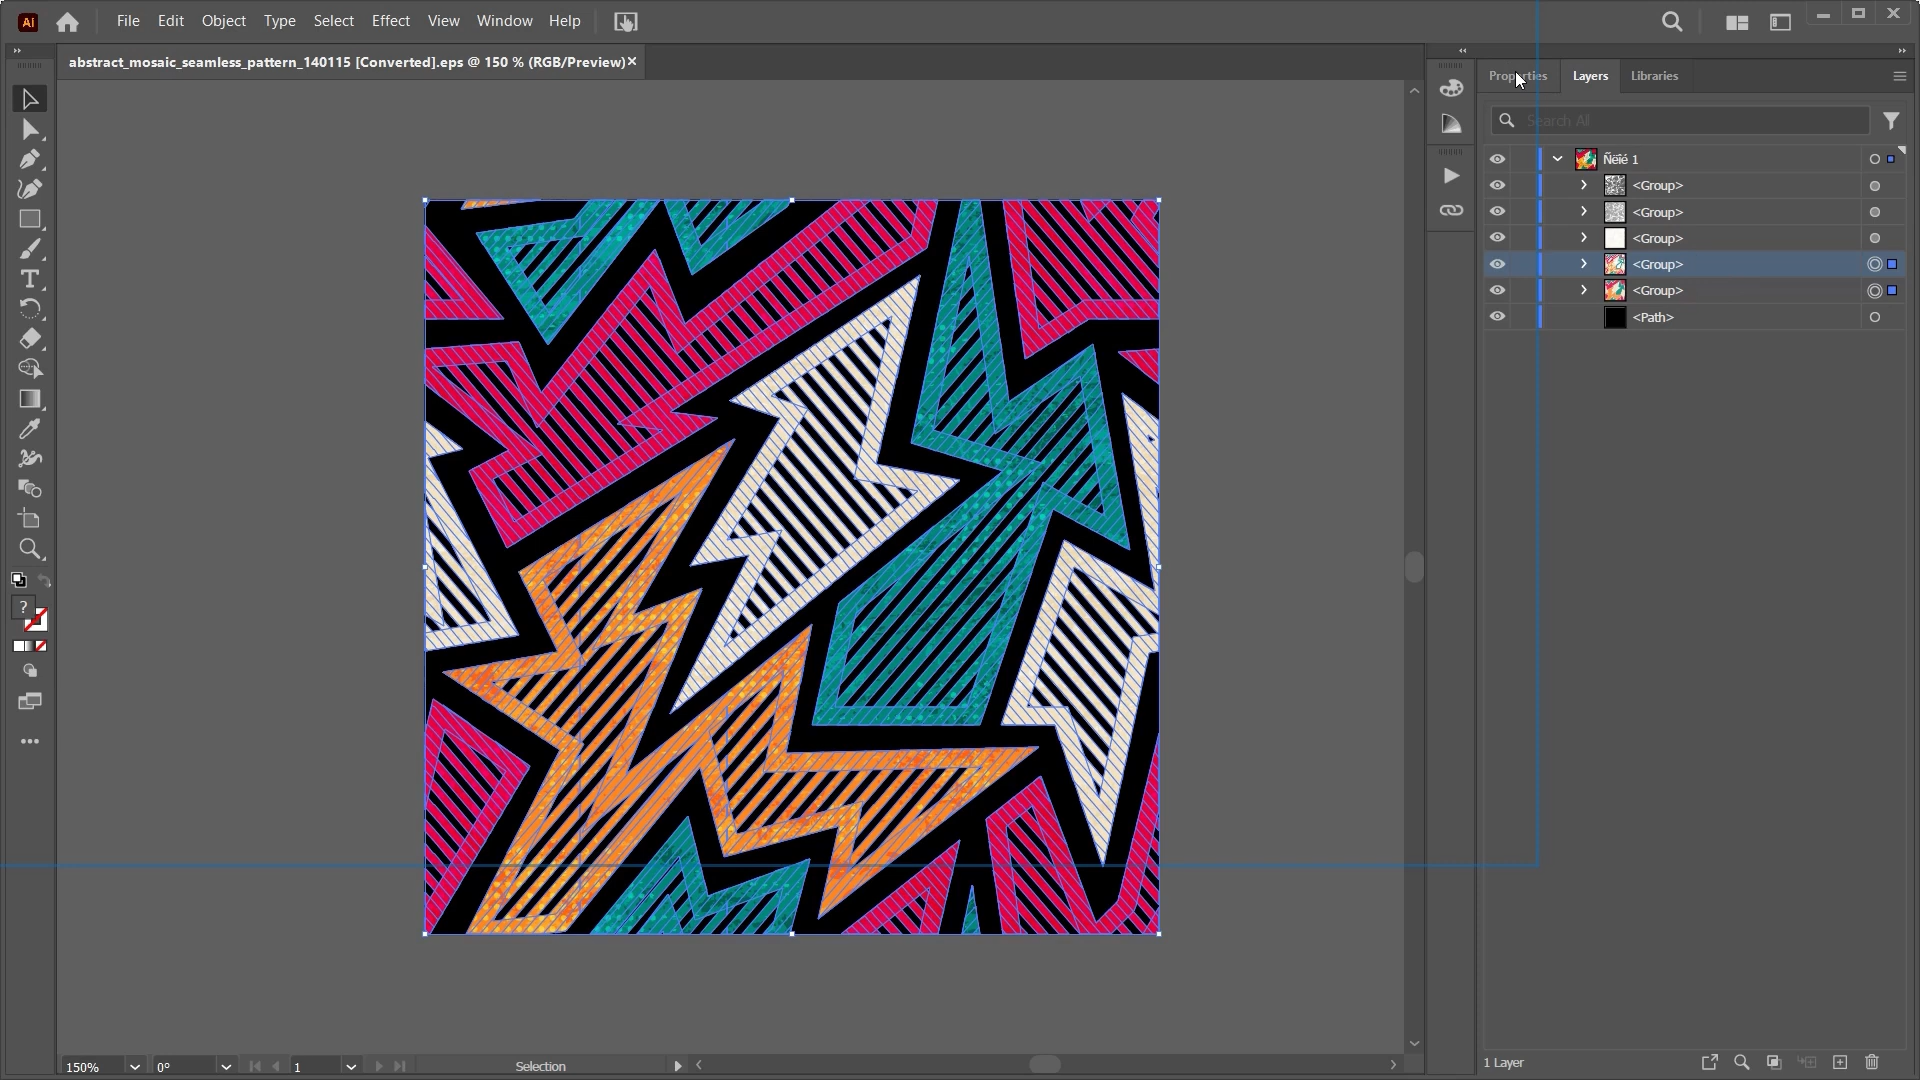 Ai File Edit Object Type Select Effect View Window Help
abstract_mosaic_seamless_pattern_140115 [Converted].eps @ 150 % (RGB/Preview)
Properties Layers Libraries
Search All
Ñëîé 1
<Group>
<Group>
<Group>
<Group>
<Group>
<Path>
?
150% 0° 1 Selection
1 Layer